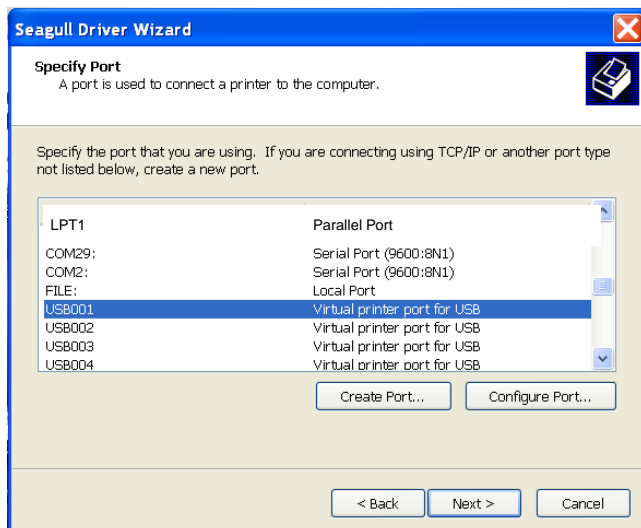 Seagull Driver Wizard
Specify Port
A port is used to connect a printer to the computer.
Specify the port that you are using. If you are connecting using TCP/IP or another port type
not listed below, create a new port.
LPT1 Parallel Port
COM29: Serial Port (9600:8N1)
COM2: Serial Port (9600:8N1)
FILE: Local Port
USB001 Virtual printer port for USB
USB002 Virtual printer port for USB
USB003 Virtual printer port for USB
USB004 Virtual printer port for USB
Create Port... Configure Port...
< Back Next > Cancel